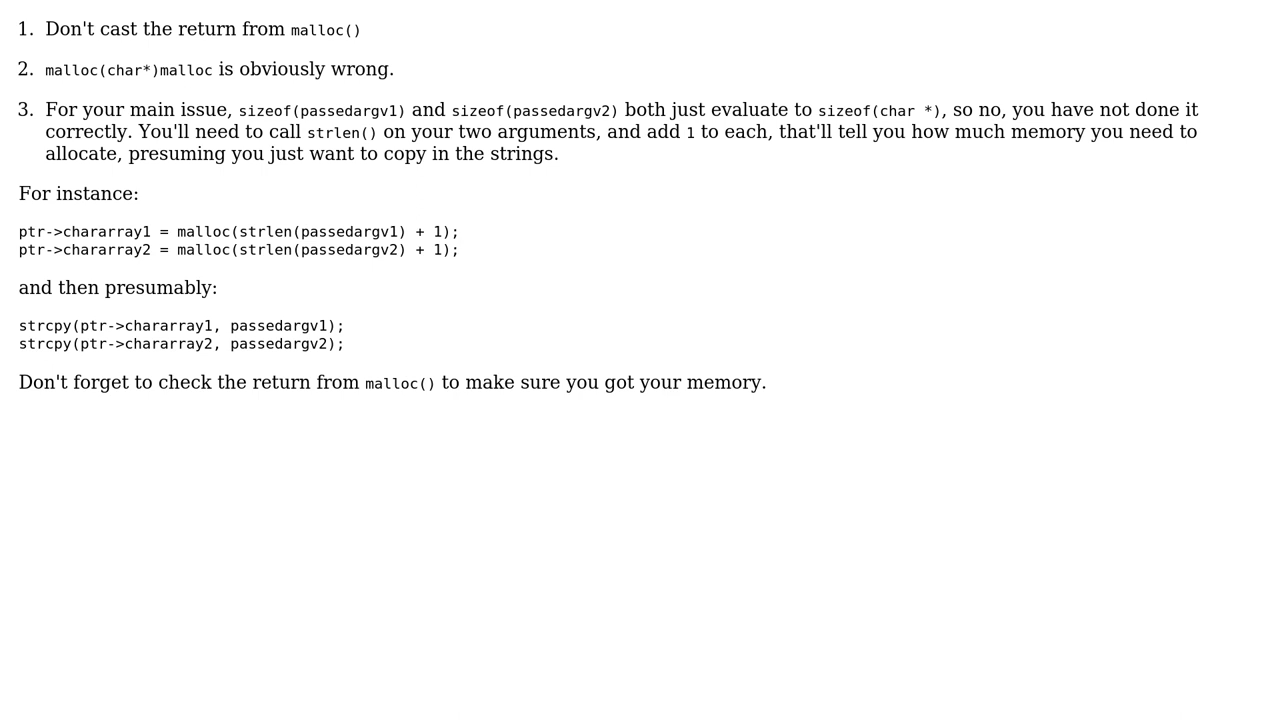 1. Don't cast the return from malloc()
2. malloc(char*)malloc is obviously wrong.
3. For your main issue, sizeof(passedargv1) and sizeof(passedargv2) both just evaluate to sizeof(char *), so no, you have not done it
correctly. You'll need to call strlen() on your two arguments, and add 1 to each, that'll tell you how much memory you need to
allocate, presuming you just want to copy in the strings.
For instance:
ptr->chararray1 = malloc(strlen(passedargv1) + 1);
ptr->chararray2 = malloc(strlen(passedargv2) + 1);
and then presumably:
strcpy(ptr->chararray1, passedargv1);
strcpy(ptr->chararray2, passedargv2);
Don't forget to check the return from malloc() to make sure you got your memory.